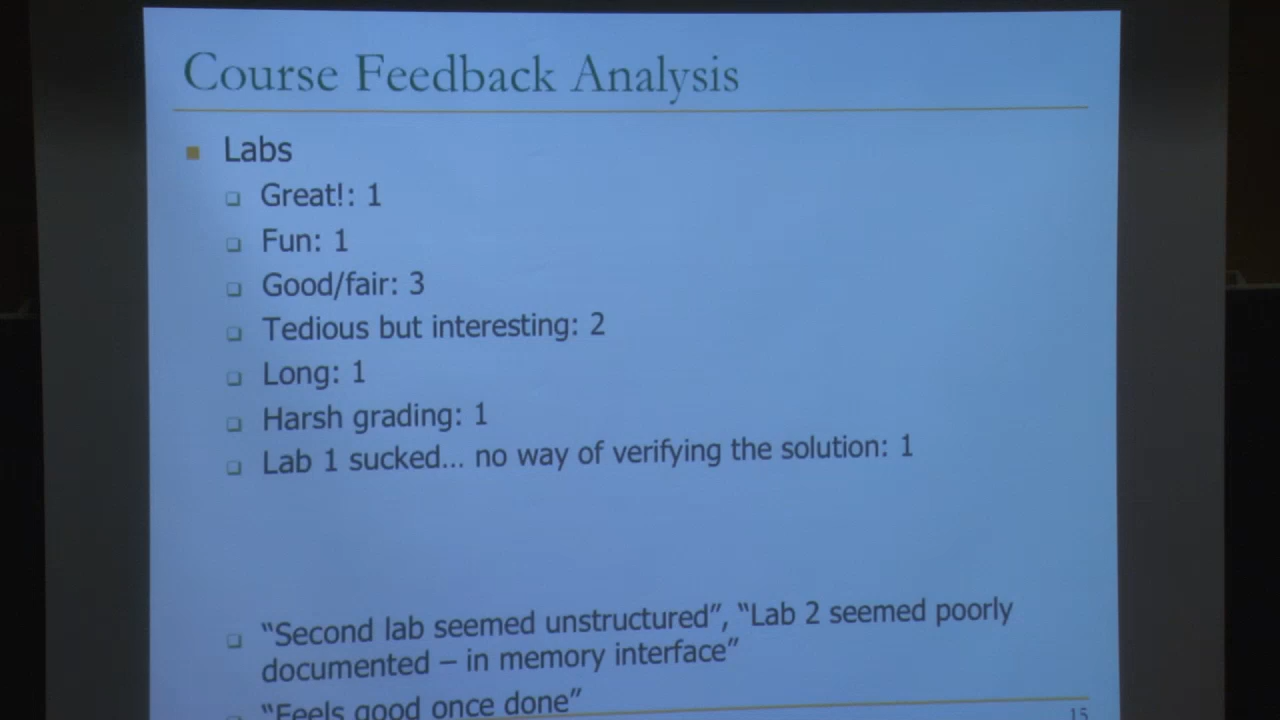 Course Feedback Analysis
Labs
Great!: 1
Fun: 1
Good/fair: 3
Tedious but interesting: 2
Long: 1
Harsh grading: 1
Lab 1 sucked... no way of verifying the solution: 1
“Second lab seemed unstructured”, “Lab 2 seemed poorly
documented – in memory interface”
“Feels good once done”
15